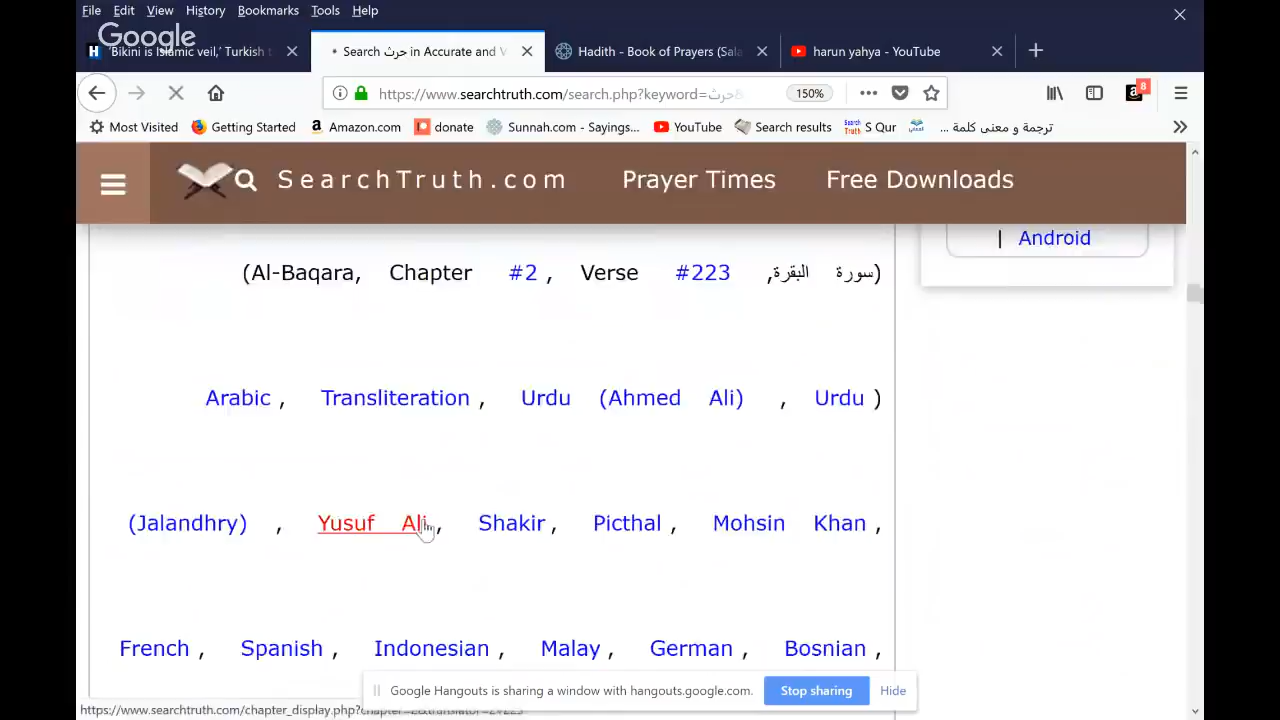 File Edit View History Bookmarks Tools Help
Google
'Bikini is Islamic veil,' Turkish t
Search حرث in Accurate and V
Hadith - Book of Prayers (Sala
harun yahya - YouTube
https://www.searchtruth.com/search.php?keyword=حرث& 150% 8
Most Visited Getting Started Amazon.com donate Sunnah.com - Sayings,... YouTube Search results Search Truth S Qur ترجمة و معنى كلمة ...
SearchTruth.com Prayer Times Free Downloads
| Android
(Al-Baqara, Chapter #2, Verse #223 ,سورة البقرة)
Arabic, Transliteration, Urdu (Ahmed Ali) , Urdu )
(Jalandhry) , Yusuf Ali, Shakir, Picthal, Mohsin Khan,
French, Spanish, Indonesian, Malay, German, Bosnian,
Google Hangouts is sharing a window with hangouts.google.com. Stop sharing Hide